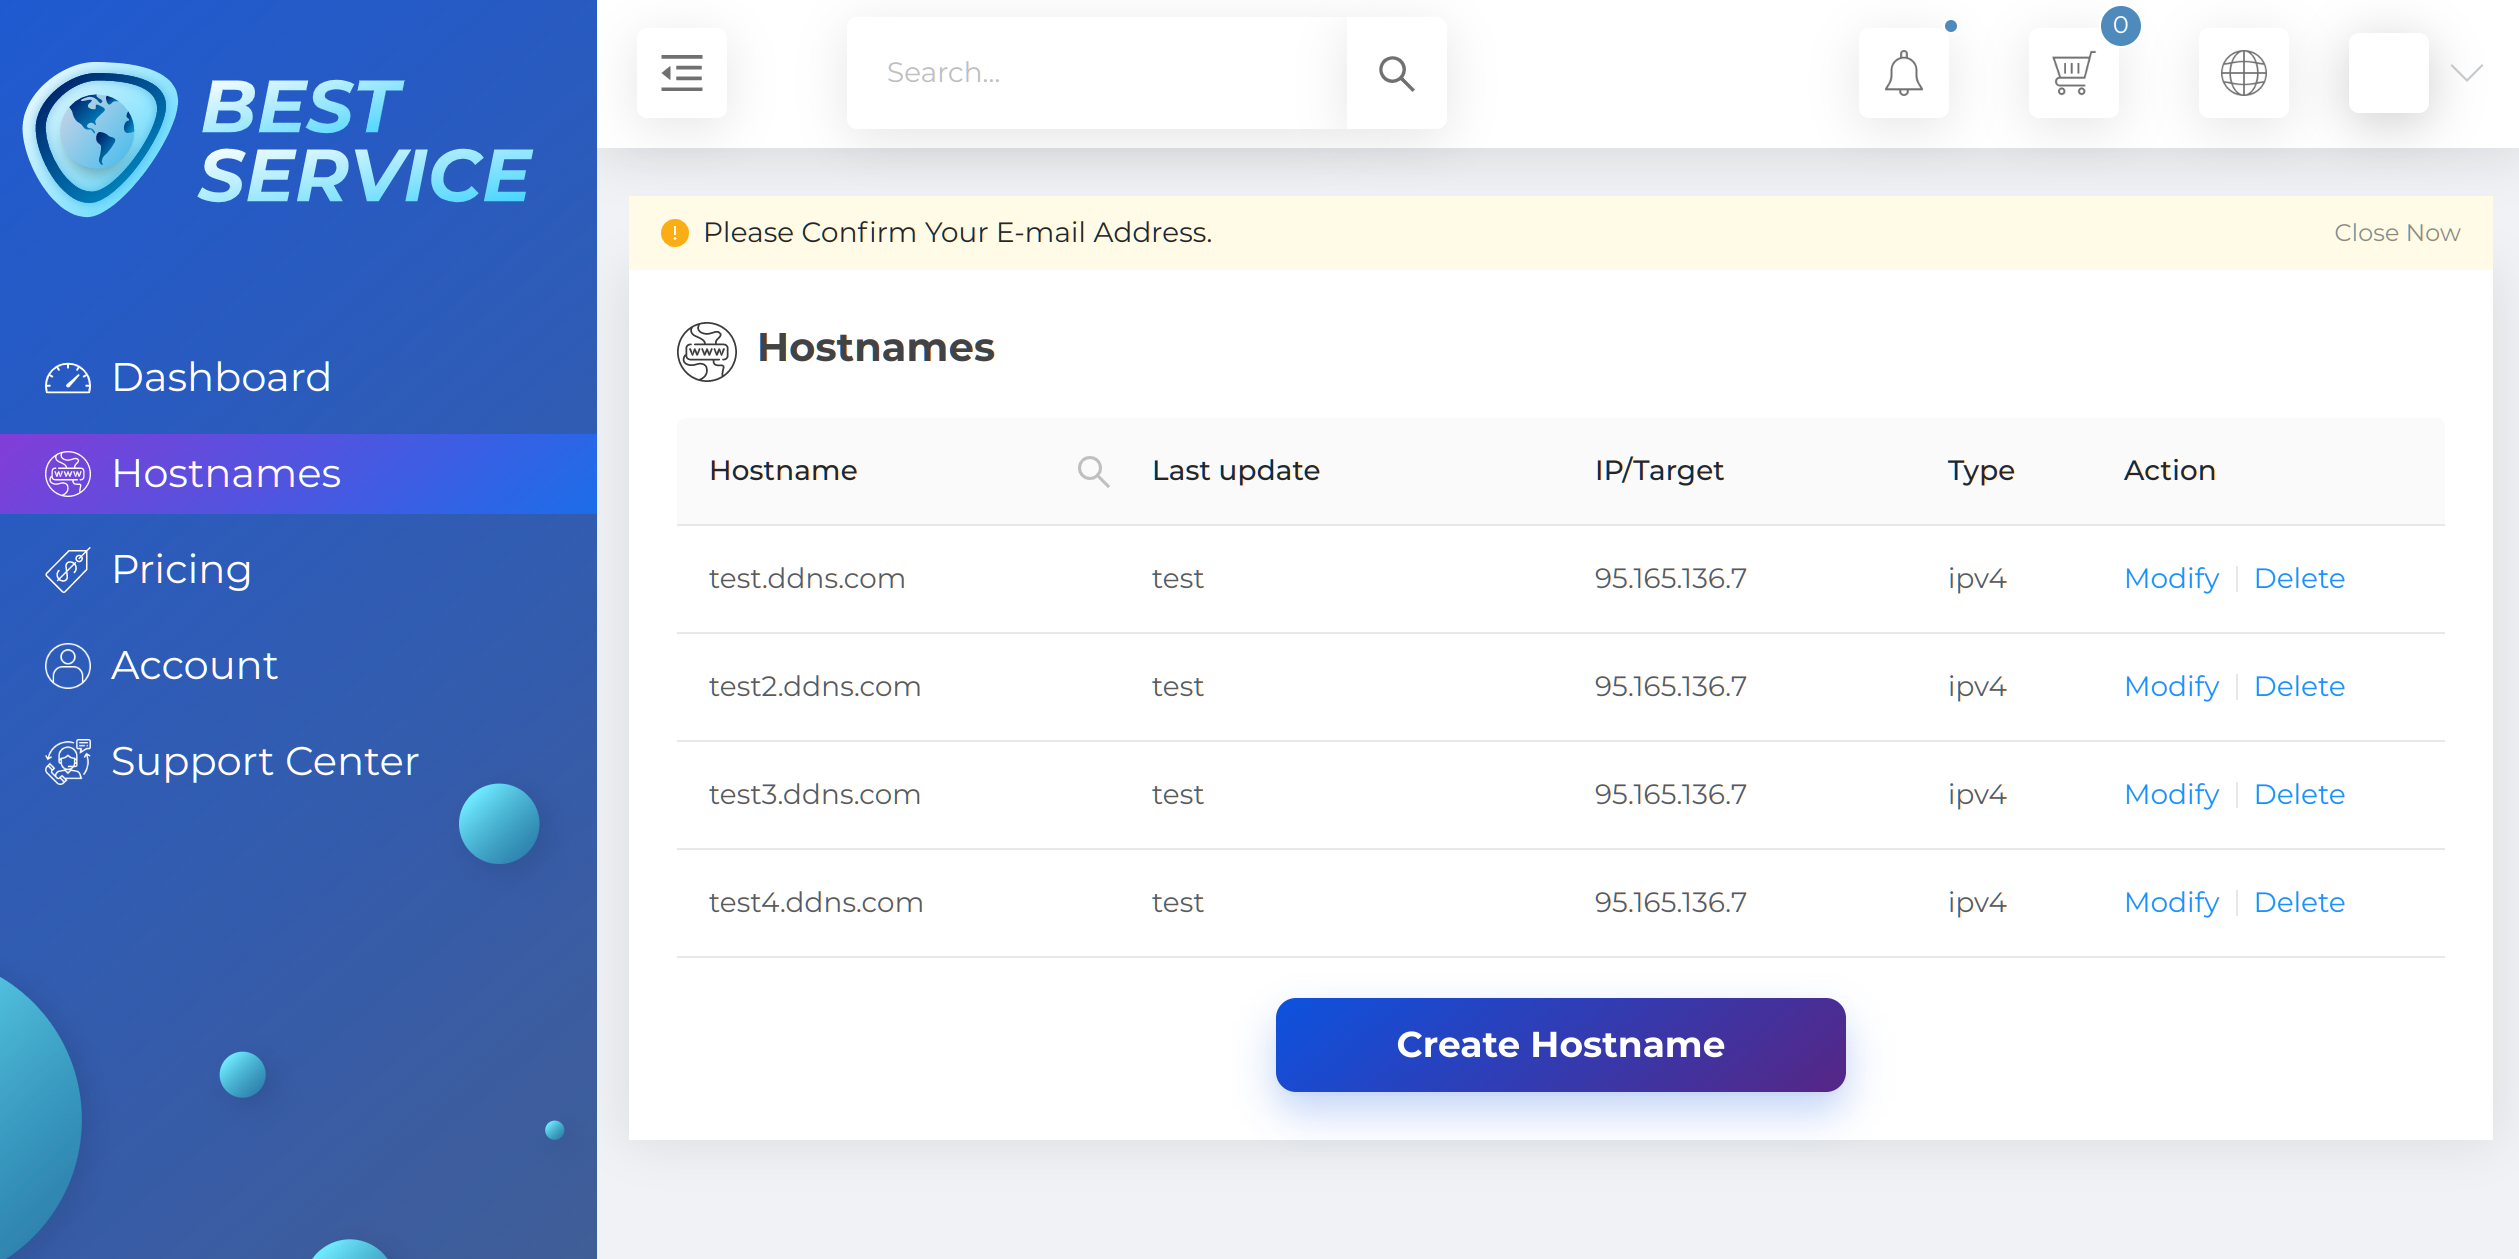 BEST
SERVICE
Search...
0
Please Confirm Your E-mail Address.
Close Now
Dashboard
Hostnames
Pricing
Account
Support Center
WWW
WWW Hostnames
Hostname Last update IP/Target Type Action
test.ddns.com test 95.165.136.7 ipv4 Modify Delete
test2.ddns.com test 95.165.136.7 ipv4 Modify Delete
test3.ddns.com test 95.165.136.7 ipv4 Modify Delete
test4.ddns.com test 95.165.136.7 ipv4 Modify Delete
Create Hostname